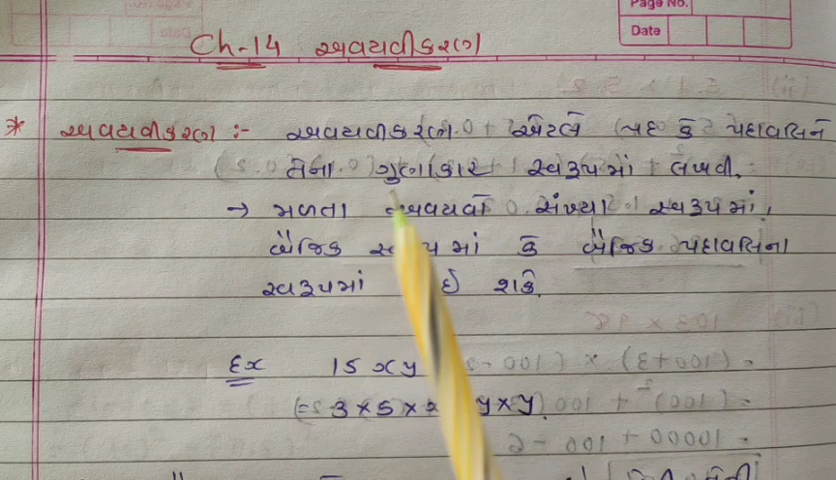 Page No.
Date
Ch-14 અવયવીકરણ
* અવયવીકરણ :- અવયવીકરણ એટલે પદ કે પદાવલિને
તેના ગુણાકાર સ્વરૂપમાં લખવી.
→ મળતા અવયવો સંખ્યા સ્વરૂપમાં,
બૈજિક સ્વરૂપમાં કે બૈજિક પદાવલિના
સ્વરૂપમાં શકે.
Ex 15 xy
= 3 × 5 × y × y